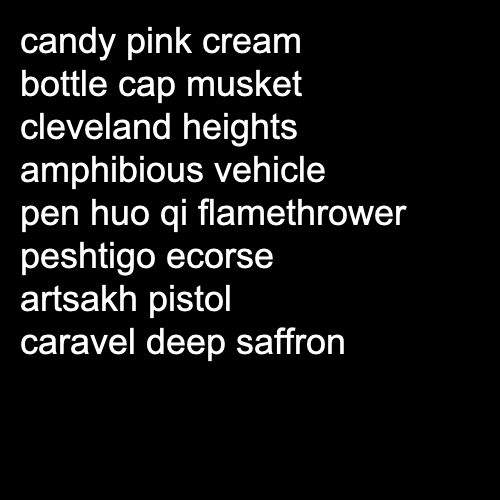 candy pink cream
bottle cap musket
cleveland heights
amphibious vehicle
pen huo qi flamethrower
peshtigo ecorse
artsakh pistol
caravel deep saffron